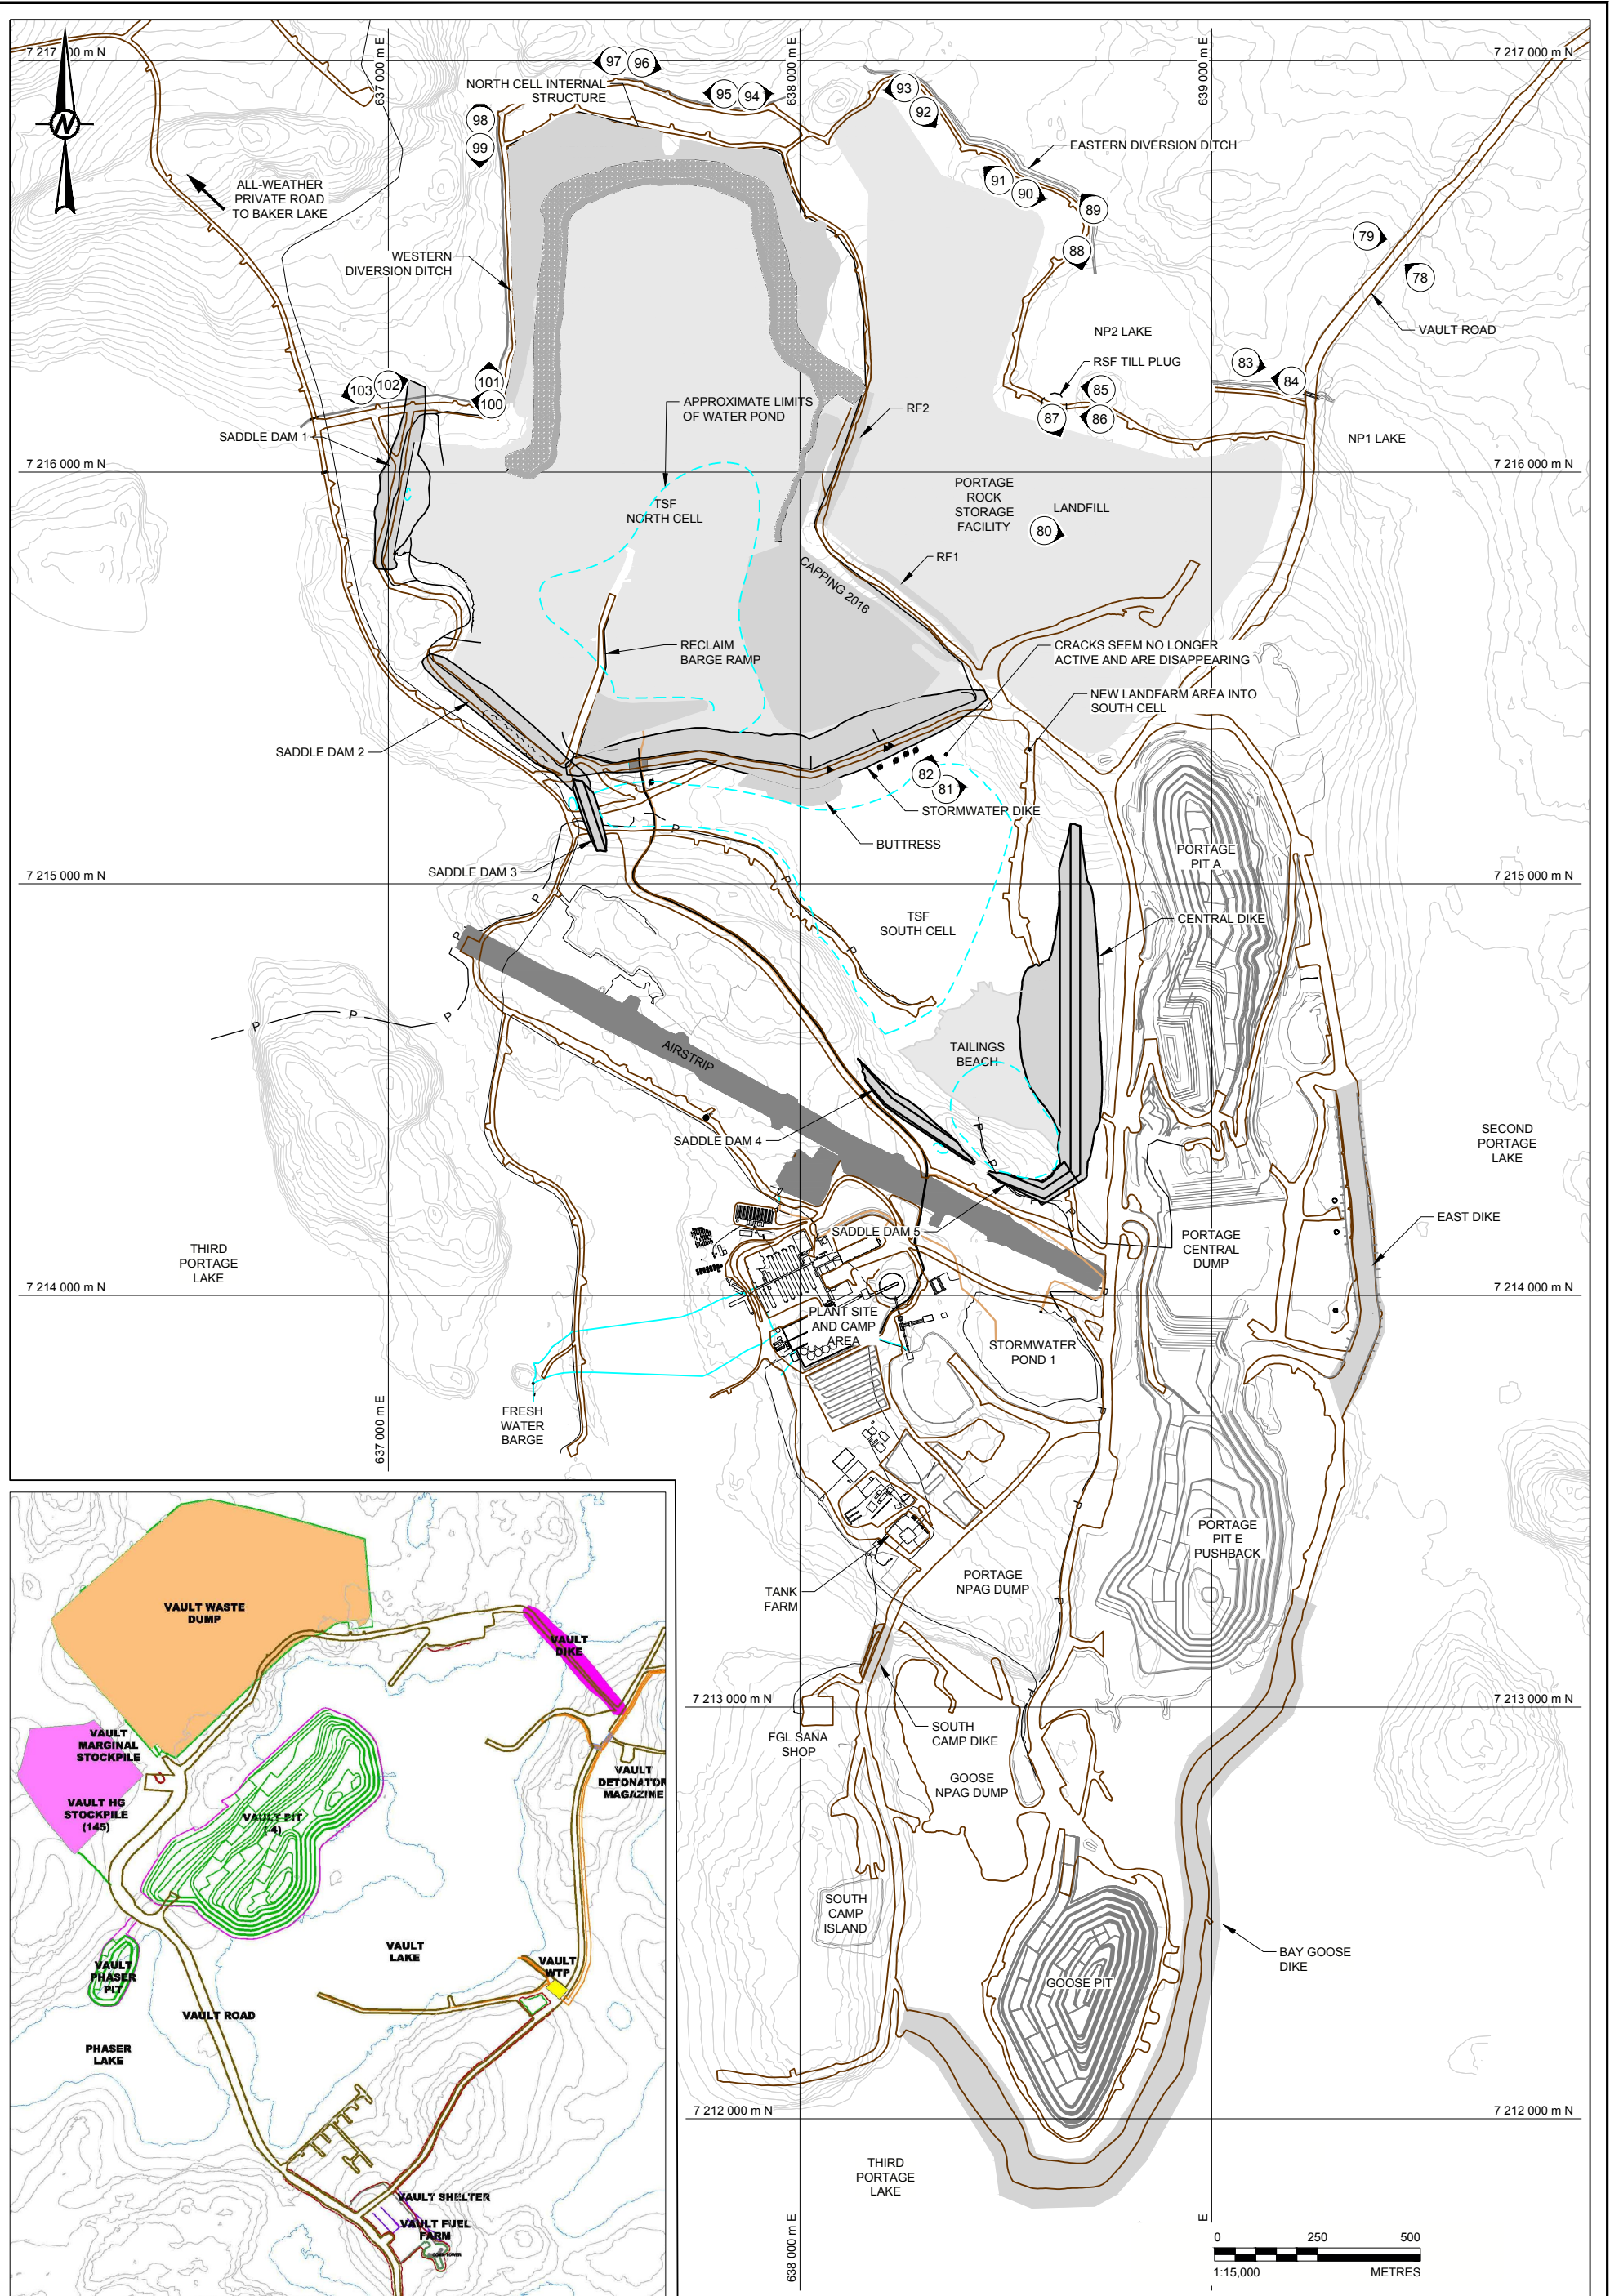 7 217 000 m N
637 000 m E
638 000 m E
639 000 m E
7 217 000 m N
N
97
96
95
94
93
92
98
99
NORTH CELL INTERNAL
STRUCTURE
EASTERN DIVERSION DITCH
91
90
89
88
ALL-WEATHER
PRIVATE ROAD
TO BAKER LAKE
WESTERN
DIVERSION DITCH
79
78
VAULT ROAD
NP2 LAKE
RSF TILL PLUG
83
84
85
86
87
103
102
101
100
APPROXIMATE LIMITS
OF WATER POND
RF2
SADDLE DAM 1
NP1 LAKE
7 216 000 m N
7 216 000 m N
TSF
NORTH CELL
PORTAGE
ROCK
STORAGE
FACILITY
LANDFILL
80
RF1
CAPPING 2016
RECLAIM
BARGE RAMP
CRACKS SEEM NO LONGER
ACTIVE AND ARE DISAPPEARING
NEW LANDFARM AREA INTO
SOUTH CELL
SADDLE DAM 2
82
81
STORMWATER DIKE
BUTTRESS
P
SADDLE DAM 3
PORTAGE
PIT A
7 215 000 m N
7 215 000 m N
P
P
TSF
SOUTH CELL
CENTRAL DIKE
P
P
P
P
P
AIRSTRIP
TAILINGS
BEACH
P
SADDLE DAM 4
SECOND
PORTAGE
LAKE
P
P
P
SADDLE DAM 5
EAST DIKE
PORTAGE
CENTRAL
DUMP
THIRD
PORTAGE
LAKE
7 214 000 m N
7 214 000 m N
PLANT SITE
AND CAMP
AREA
P
STORMWATER
POND 1
P
637 000 m E
FRESH
WATER
BARGE
P
PORTAGE
PIT E
PUSHBACK
TANK
FARM
PORTAGE
NPAG DUMP
P
7 213 000 m N
7 213 000 m N
FGL SANA
SHOP
SOUTH
CAMP DIKE
GOOSE
NPAG DUMP
SOUTH
CAMP
ISLAND
BAY GOOSE
DIKE
GOOSE PIT
7 212 000 m N
7 212 000 m N
THIRD
PORTAGE
LAKE
638 000 m E
E
0 250 500
1:15,000 METRES
VAULT WASTE
DUMP
VAULT
DIKE
VAULT
MARGINAL
STOCKPILE
VAULT
DETONATOR
MAGAZINE
VAULT HG
STOCKPILE
(145)
VAULT PIT
(-4)
VAULT
LAKE
VAULT
WTP
VAULT
PHASER
PIT
VAULT ROAD
PHASER
LAKE
VAULT SHELTER
VAULT FUEL
FARM